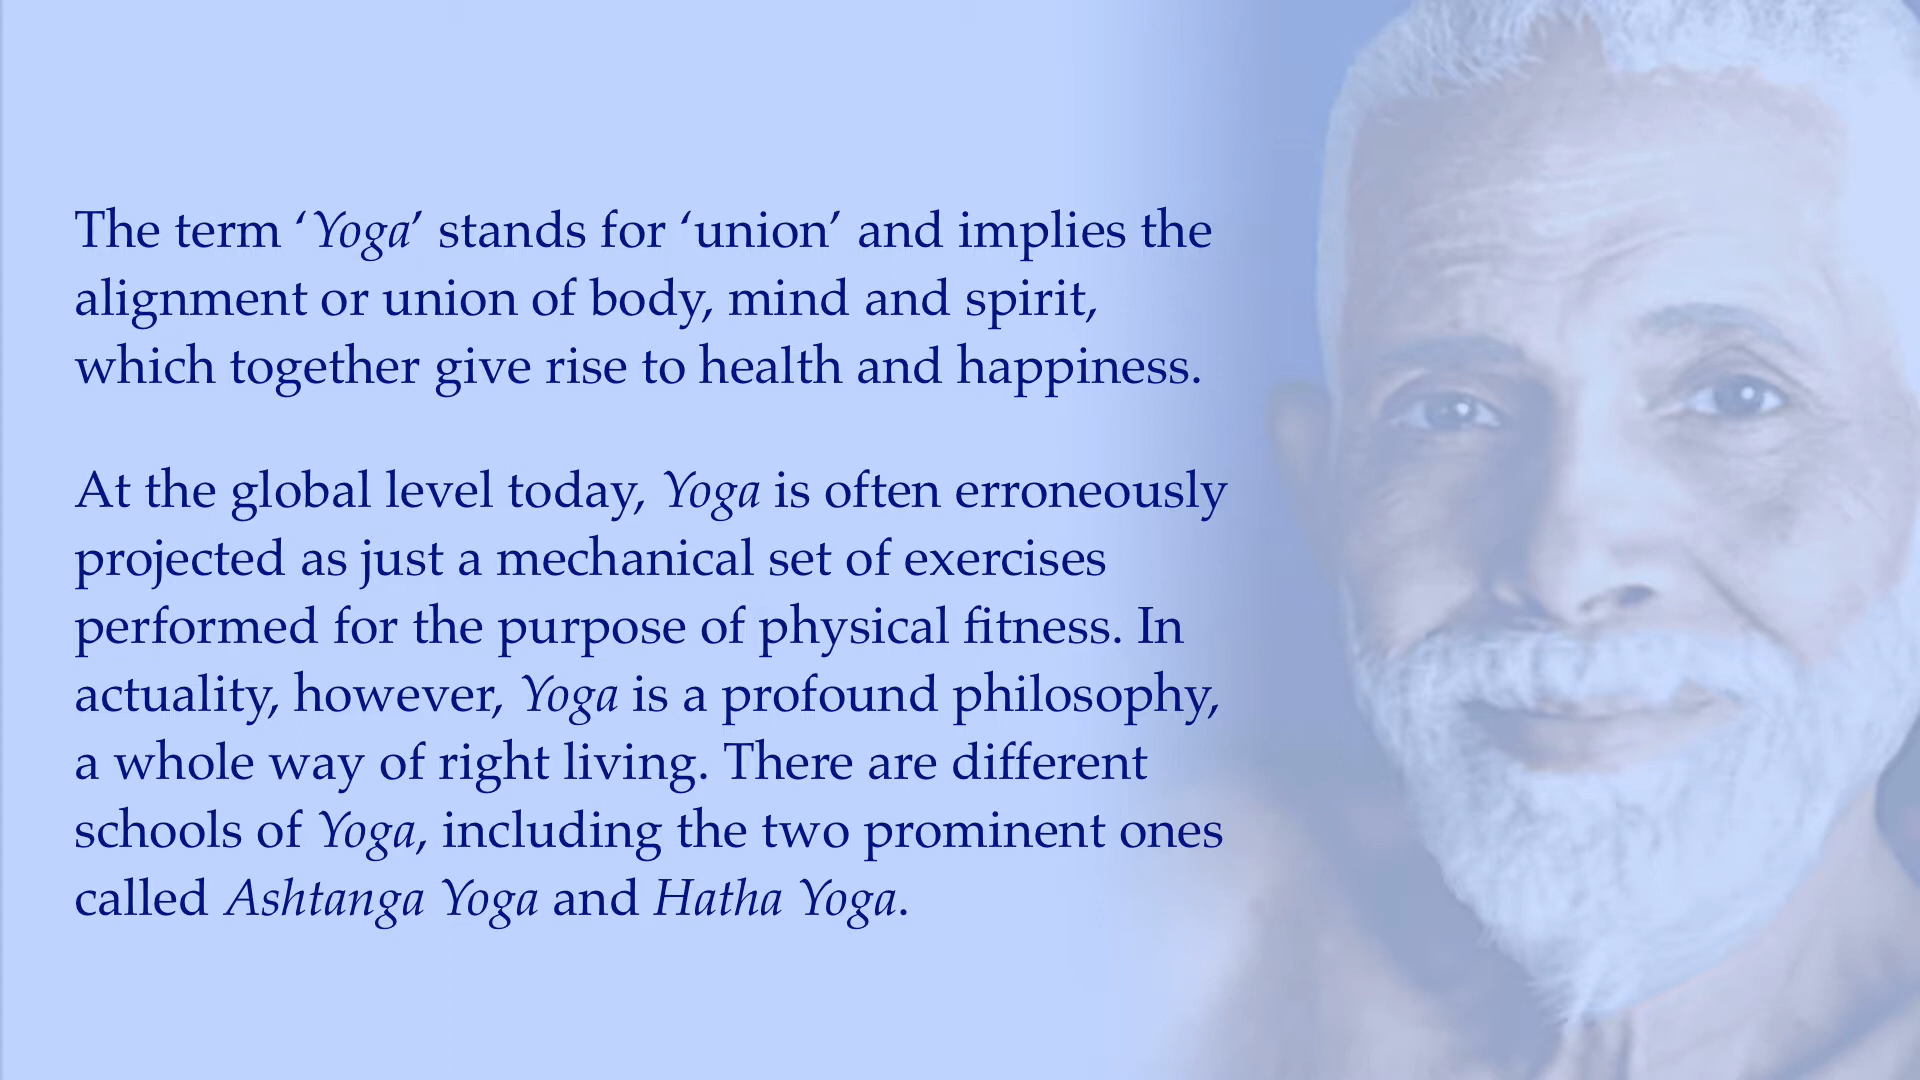 The term ‘Yoga’ stands for ‘union’ and implies the
alignment or union of body, mind and spirit,
which together give rise to health and happiness.
At the global level today, Yoga is often erroneously
projected as just a mechanical set of exercises
performed for the purpose of physical fitness. In
actuality, however, Yoga is a profound philosophy,
a whole way of right living. There are different
schools of Yoga, including the two prominent ones
called Ashtanga Yoga and Hatha Yoga.